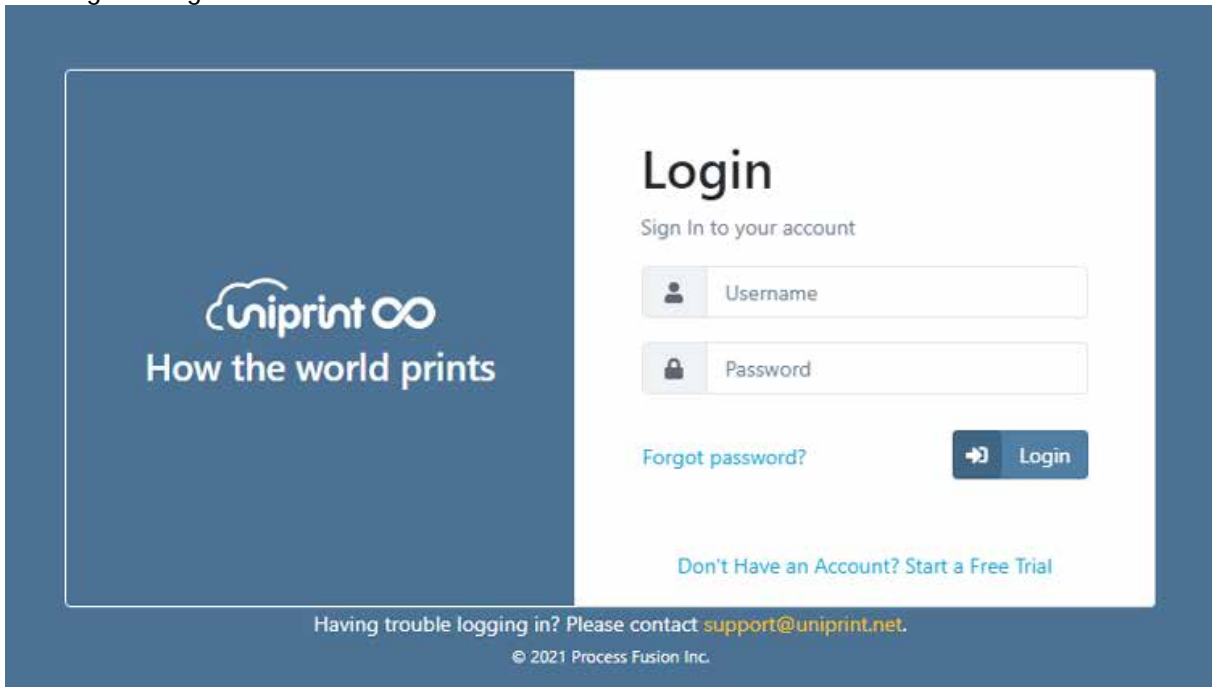 uniprint
How the world prints
Login
Sign In to your account
Username
Password
Forgot password?
Login
Don't Have an Account? Start a Free Trial
Having trouble logging in? Please contact support@uniprint.net.
© 2021 Process Fusion Inc.